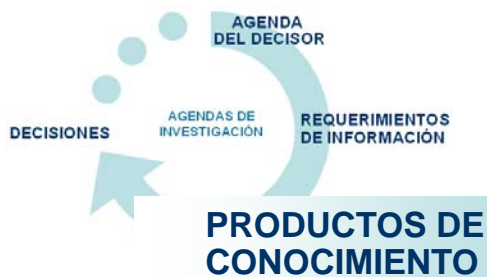 AGENDA
DEL DECISOR
AGENDAS DE
INVESTIGACIÓN
REQUERIMIENTOS
DE INFORMACIÓN
DECISIONES
PRODUCTOS DE
CONOCIMIENTO